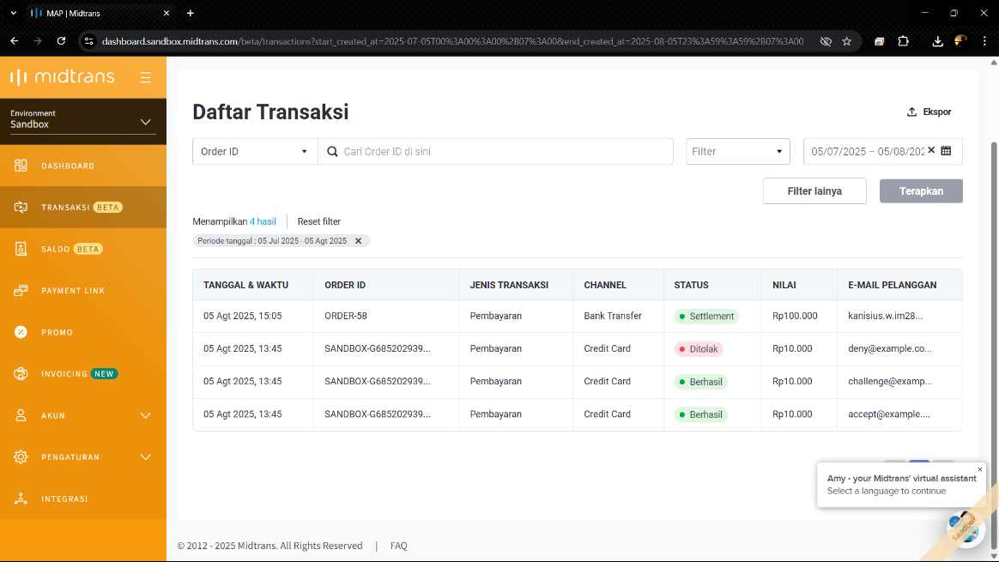 MAP | Midtrans
dashboard.sandbox.midtrans.com/beta/transactions?start_created_at=2025-07-05T00%3A00%3A00%2B07%3A00&end_created_at=2025-08-05T23%3A59%3A59%2B07%3A00
midtrans
Environment
Sandbox
DASHBOARD
TRANSAKSI BETA
SALDO BETA
PAYMENT LINK
PROMO
INVOICING NEW
AKUN
PENGATURAN
INTEGRASI
Daftar Transaksi
Ekspor
Order ID Cari Order ID di sini Filter 05/07/2025 – 05/08/202
Filter lainya Terapkan
Menampilkan 4 hasil Reset filter
Periode tanggal : 05 Jul 2025 - 05 Agt 2025
TANGGAL & WAKTU ORDER ID JENIS TRANSAKSI CHANNEL STATUS NILAI E-MAIL PELANGGAN
05 Agt 2025, 15:05 ORDER-58 Pembayaran Bank Transfer Settlement Rp100.000 kanisius.w.im28...
05 Agt 2025, 13:45 SANDBOX-G685202939... Pembayaran Credit Card Ditolak Rp10.000 deny@example.co...
05 Agt 2025, 13:45 SANDBOX-G685202939... Pembayaran Credit Card Berhasil Rp10.000 challenge@examp...
05 Agt 2025, 13:45 SANDBOX-G685202939... Pembayaran Credit Card Berhasil Rp10.000 accept@example....
Amy - your Midtrans' virtual assistant
Select a language to continue
Sandbox
© 2012 - 2025 Midtrans. All Rights Reserved | FAQ